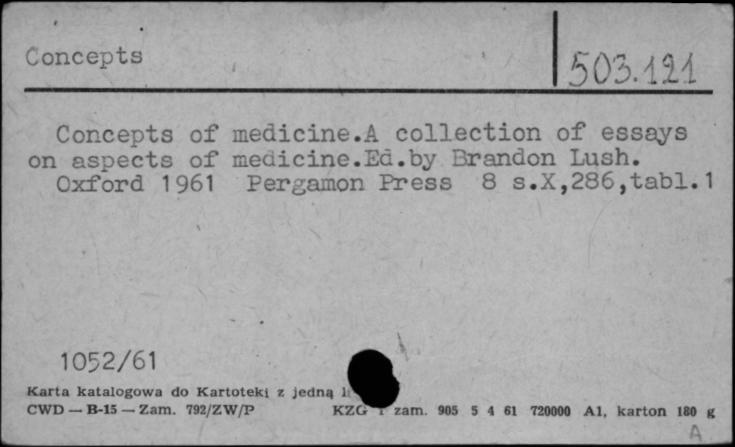 Concepts
503.121
Concepts of medicine.A collection of essays
on aspects of medicine.Ed.by Brandon Lush.
Oxford 1961 Pergamon Press 8 s.X,286,tabl.1
1052/61
Karta katalogowa do Kartoteki z jedną
CWD — B-15 — Zam. 792/ZW/P KZG 1 zam. 905 5 4 61 720000 A1, karton 180 g
A